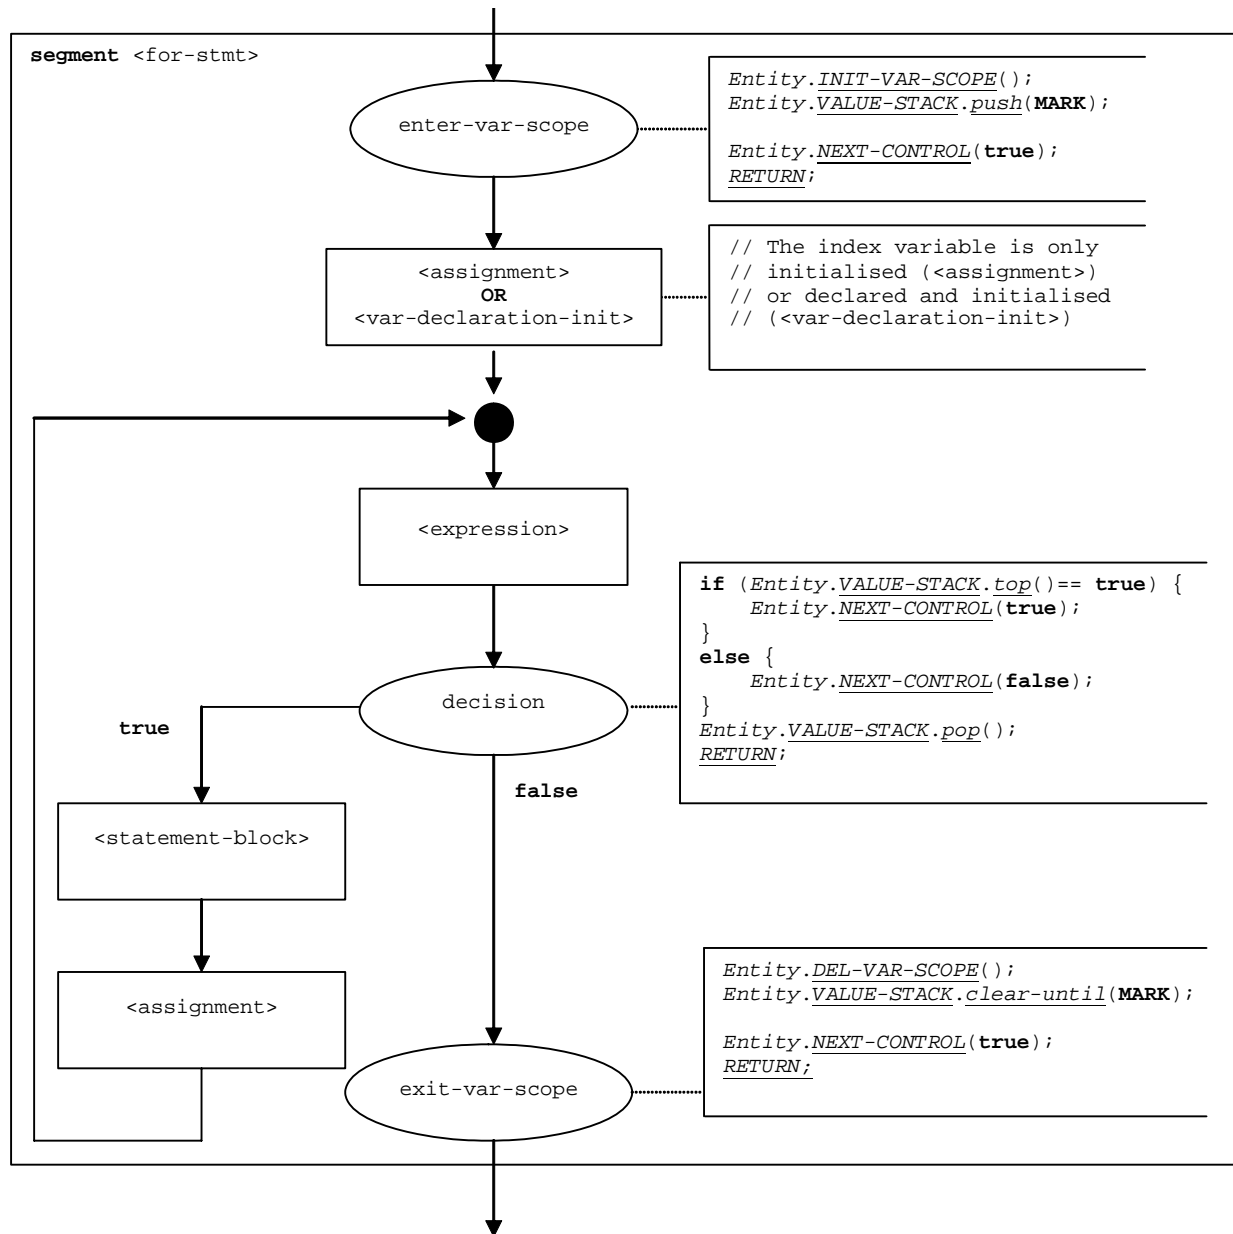 segment <for-stmt>
enter-var-scope
Entity.INIT-VAR-SCOPE();
Entity.VALUE-STACK.push(MARK);
Entity.NEXT-CONTROL(true);
RETURN;
<assignment>
OR
<var-declaration-init>
// The index variable is only
// initialised (<assignment>)
// or declared and initialised
// (<var-declaration-init>)
<expression>
decision
if (Entity.VALUE-STACK.top()== true) {
Entity.NEXT-CONTROL(true);
}
else {
Entity.NEXT-CONTROL(false);
}
Entity.VALUE-STACK.pop();
RETURN;
true
false
<statement-block>
<assignment>
exit-var-scope
Entity.DEL-VAR-SCOPE();
Entity.VALUE-STACK.clear-until(MARK);
Entity.NEXT-CONTROL(true);
RETURN;